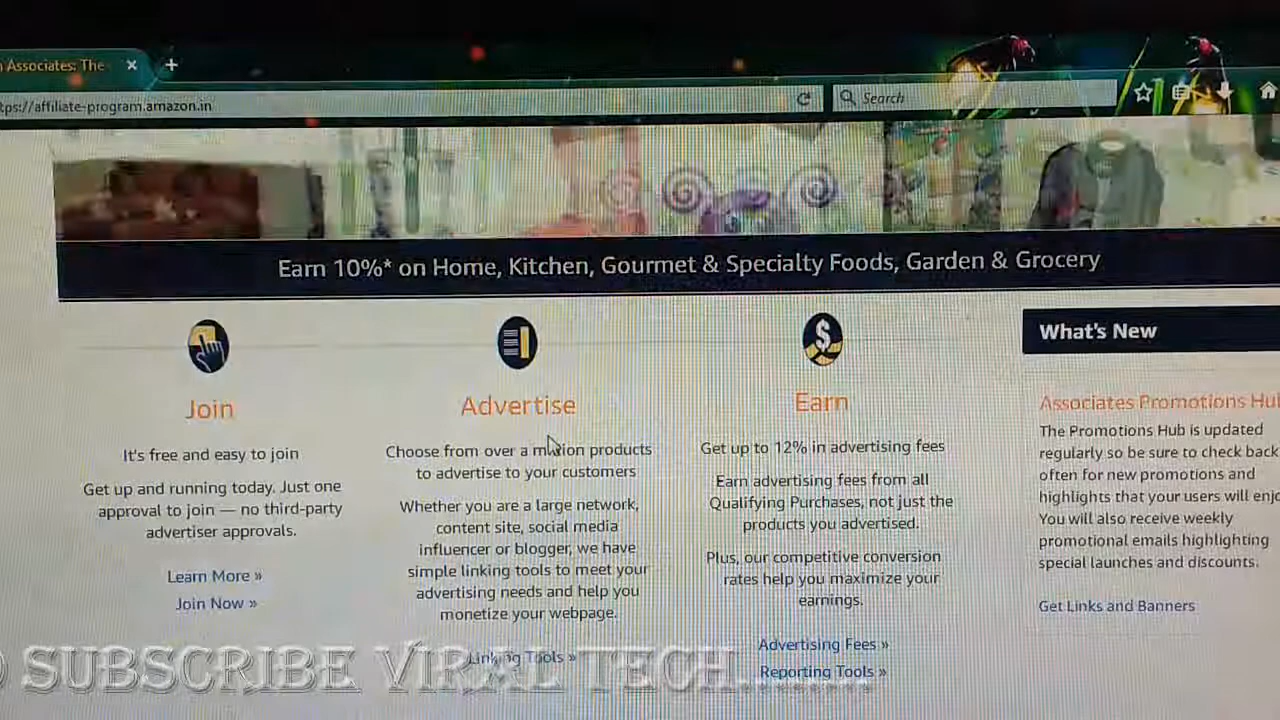 n Associates: The
tps://affiliate-program.amazon.in
Search
Earn 10%* on Home, Kitchen, Gourmet & Specialty Foods, Garden & Grocery
Join
It's free and easy to join
Get up and running today. Just one
approval to join — no third-party
advertiser approvals.
Learn More »
Join Now »
Advertise
Choose from over a million products
to advertise to your customers
Whether you are a large network,
content site, social media
influencer or blogger, we have
simple linking tools to meet your
advertising needs and help you
monetize your webpage.
Linking Tools »
Earn
Get up to 12% in advertising fees
Earn advertising fees from all
Qualifying Purchases, not just the
products you advertised.
Plus, our competitive conversion
rates help you maximize your
earnings.
Advertising Fees »
Reporting Tools »
What's New
Associates Promotions Hu
The Promotions Hub is updated
regularly so be sure to check back
often for new promotions and
highlights that your users will enjo
You will also receive weekly
promotional emails highlighting
special launches and discounts.
Get Links and Banners
SUBSCRIBE VIRAL TECH........